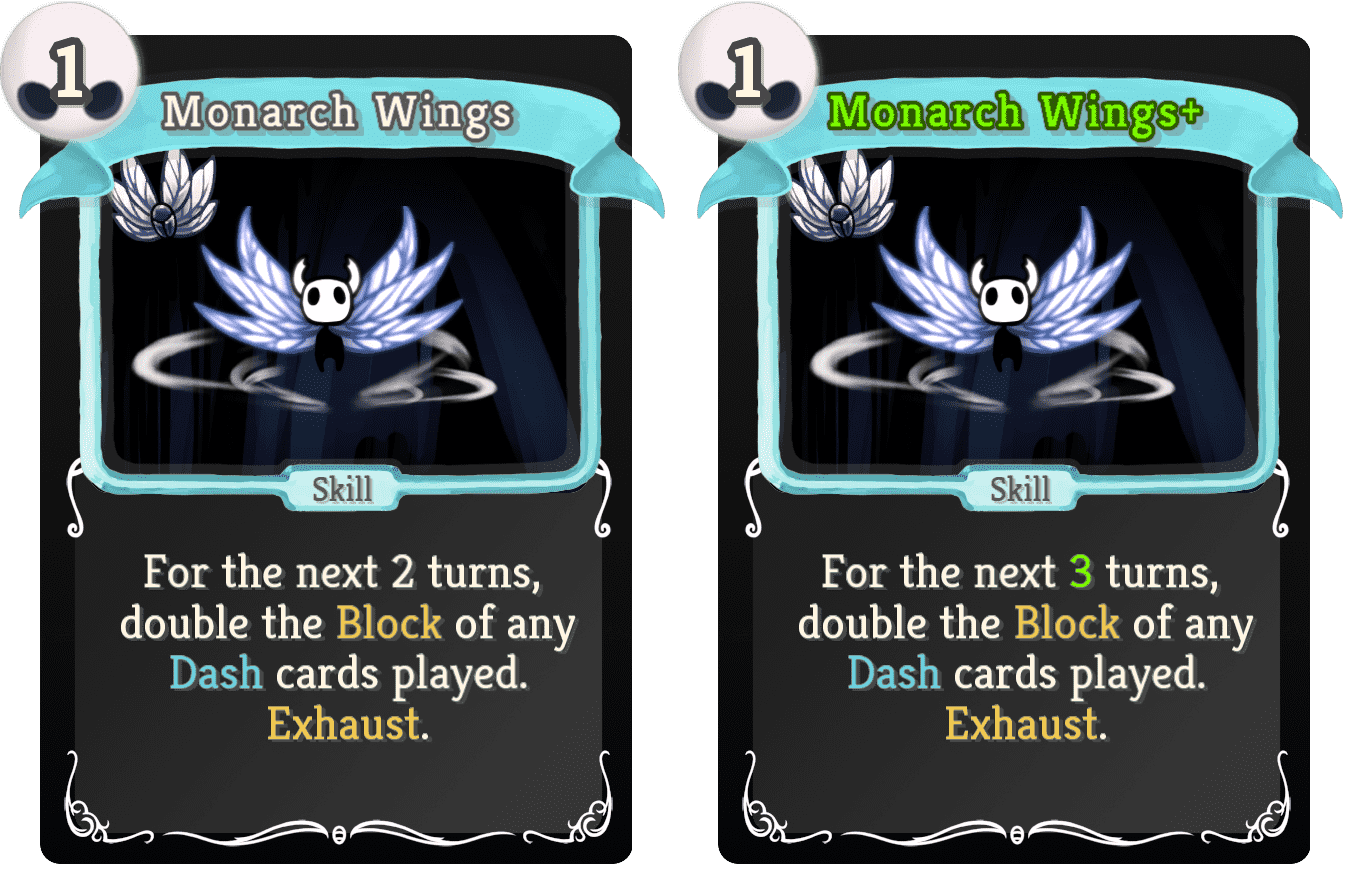 1
Monarch Wings
Skill
For the next 2 turns,
double the Block of any
Dash cards played.
Exhaust.
1
Monarch Wings+
Skill
For the next 3 turns,
double the Block of any
Dash cards played.
Exhaust.